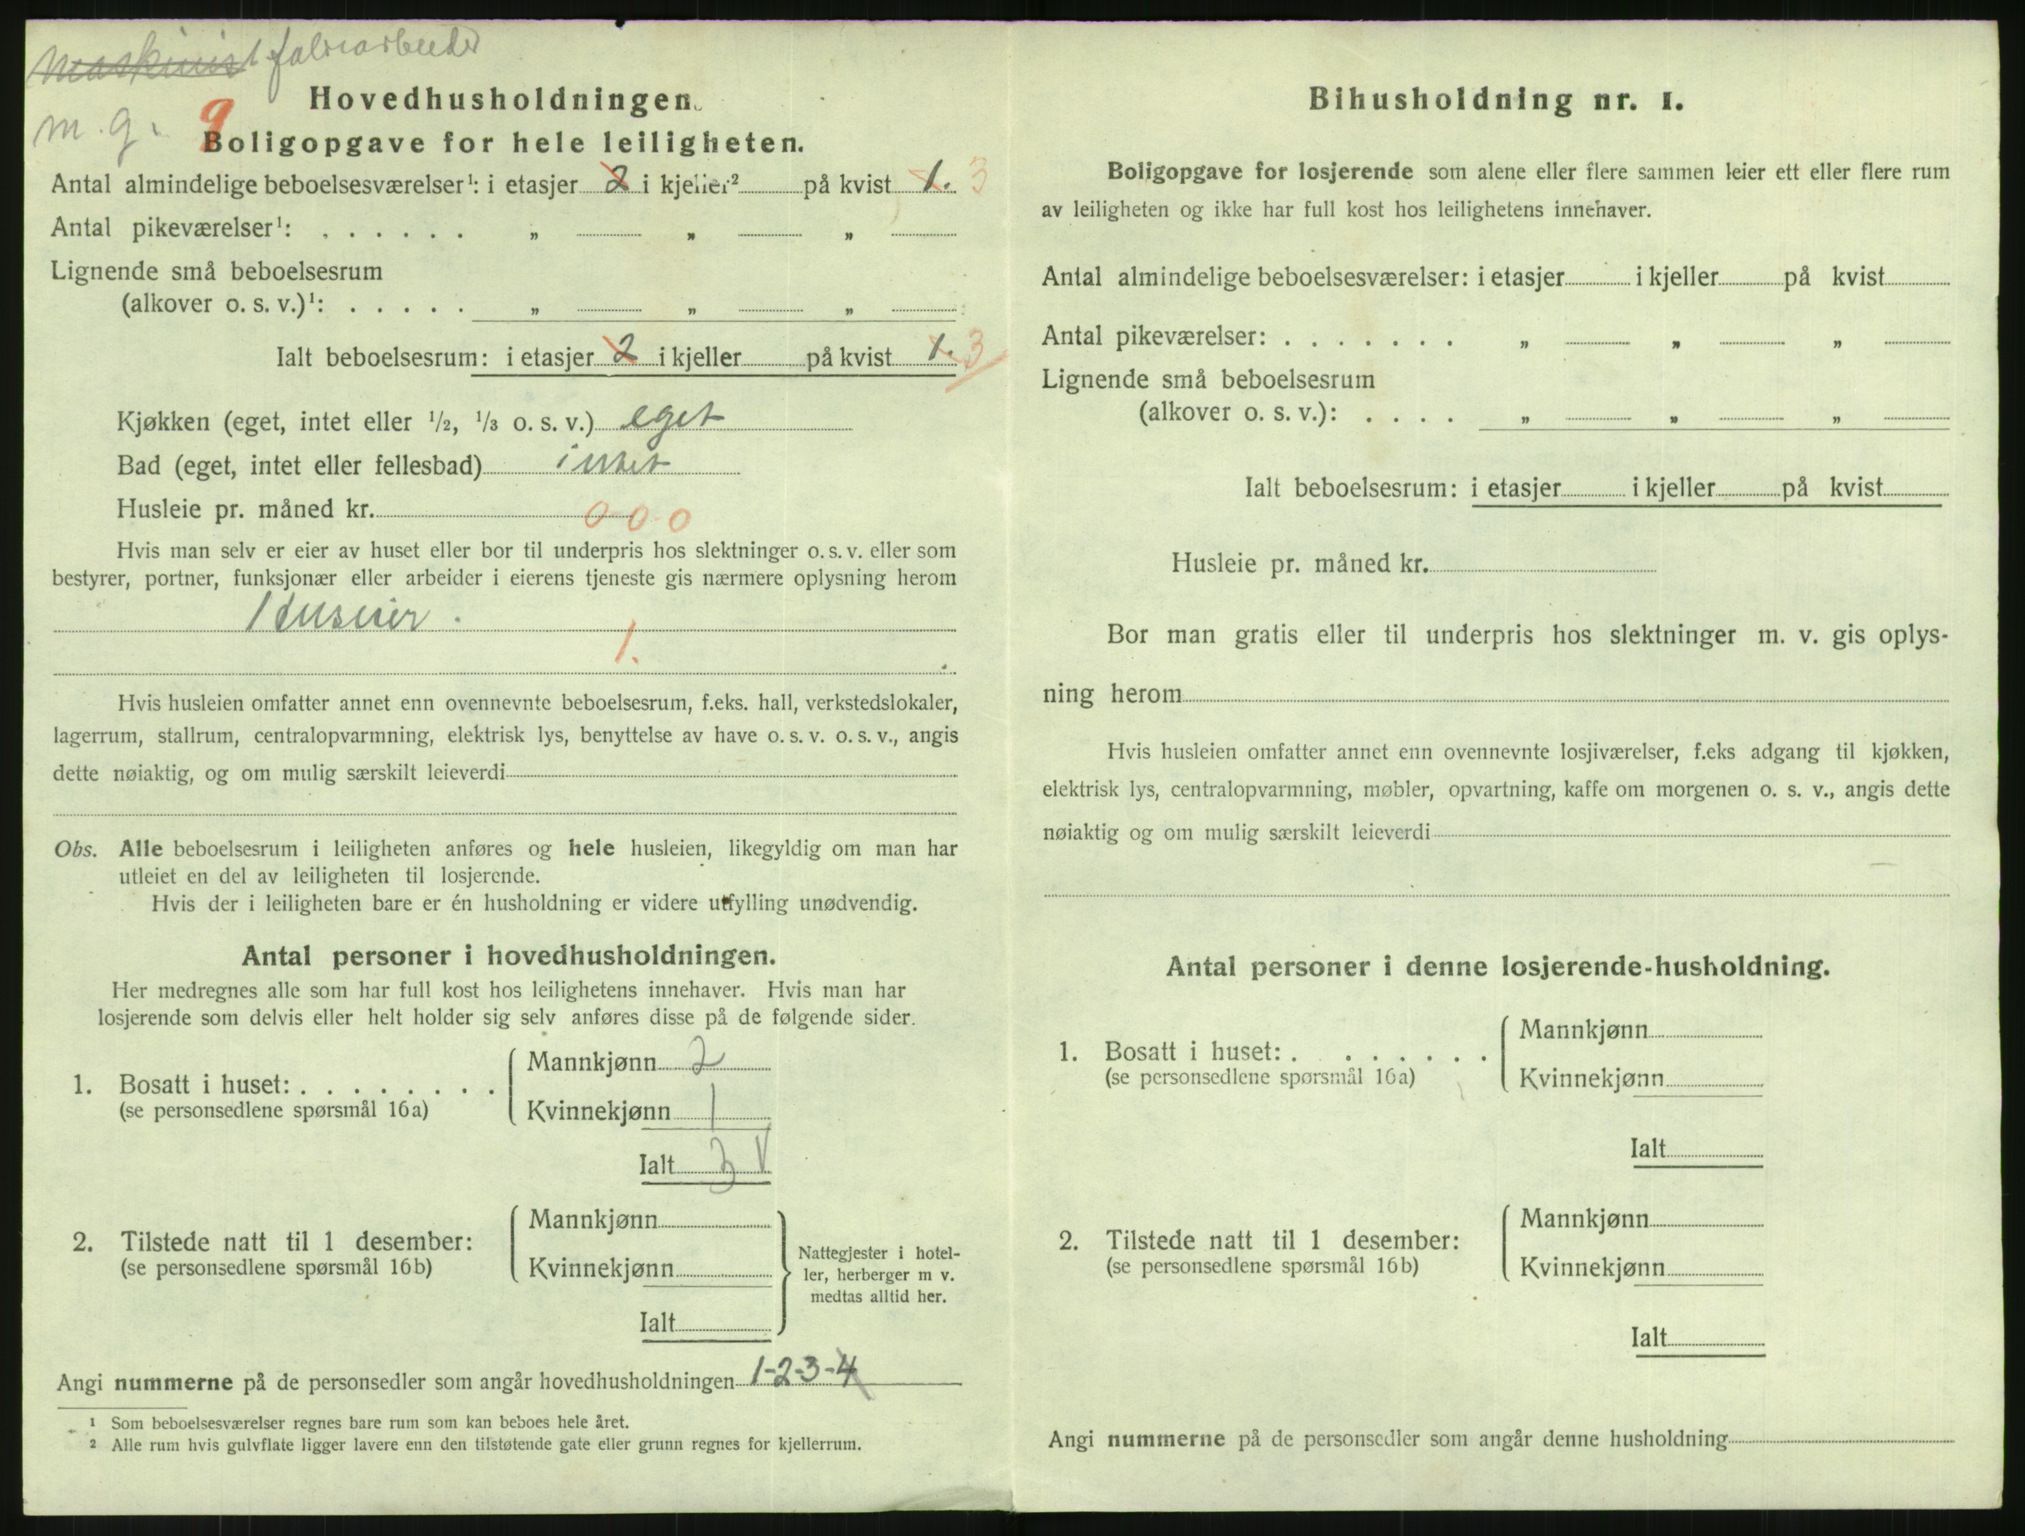 Maskinist fabrikarbeider
m. g. 9
Hovedhusholdningen.
Boligopgave for hele leiligheten.
Antal almindelige beboelsesværelser¹: i etasjer 2 i kjeller² på kvist 1. 3
Antal pikeværelser¹: . . . . . . „ „ „
Lignende små beboelsesrum
(alkover o. s. v.)¹: . . . . . „ „ „
Ialt beboelsesrum: i etasjer 2 i kjeller på kvist 1. 3
Kjøkken (eget, intet eller ½, ⅓ o. s. v.) eget
Bad (eget, intet eller fellesbad) intet
Husleie pr. måned kr. 0-0-0
Hvis man selv er eier av huset eller bor til underpris hos slektninger o. s. v. eller som
bestyrer, portner, funksjonær eller arbeider i eierens tjeneste gis nærmere oplysning herom
Huseier.
1.
Hvis husleien omfatter annet enn ovennevnte beboelsesrum, f.eks. hall, verkstedslokaler,
lagerrum, stallrum, centralopvarmning, elektrisk lys, benyttelse av have o. s. v. o. s. v., angis
dette nøiaktig, og om mulig særskilt leieverdi
Obs. Alle beboelsesrum i leiligheten anføres og hele husleien, likegyldig om man har
utleiet en del av leiligheten til losjerende.
Hvis der i leiligheten bare er én husholdning er videre utfylling unødvendig.
Antal personer i hovedhusholdningen.
Her medregnes alle som har full kost hos leilighetens innehaver. Hvis man har
losjerende som delvis eller helt holder sig selv anføres disse på de følgende sider.
Mannkjønn 2
1. Bosatt i huset: . . . . . . . .
(se personsedlene spørsmål 16a)
Kvinnekjønn 1
Ialt 3 V
Mannkjønn
2. Tilstede natt til 1 desember:
(se personsedlene spørsmål 16b)
Kvinnekjønn
Ialt
Nattegjester i hotel-
ler, herberger m v.
medtas alltid her.
Angi nummerne på de personsedler som angår hovedhusholdningen 1-2-3-4
¹ Som beboelsesværelser regnes bare rum som kan beboes hele året.
² Alle rum hvis gulvflate ligger lavere enn den tilstøtende gate eller grunn regnes for kjellerrum.
Bihusholdning nr. 1.
Boligopgave for losjerende som alene eller flere sammen leier ett eller flere rum
av leiligheten og ikke har full kost hos leilighetens innehaver.
Antal almindelige beboelsesværelser: i etasjer i kjeller på kvist
Antal pikeværelser: . . . . . . . „ „ „
Lignende små beboelsesrum
(alkover o. s. v.): . . . . „ „ „
Ialt beboelsesrum: i etasjer i kjeller på kvist
Husleie pr. måned kr.
Bor man gratis eller til underpris hos slektninger m. v. gis oplys-
ning herom
Hvis husleien omfatter annet enn ovennevnte losjiværelser, f.eks adgang til kjøkken,
elektrisk lys, centralopvarmning, møbler, opvartning, kaffe om morgenen o. s. v., angis dette
nøiaktig og om mulig særskilt leieverdi
Antal personer i denne losjerende-husholdning.
Mannkjønn
1. Bosatt i huset: . . . . . . .
(se personsedlene spørsmål 16a)
Kvinnekjønn
Ialt
Mannkjønn
2. Tilstede natt til 1 desember:
(se personsedlene spørsmål 16b)
Kvinnekjønn
Ialt
Angi nummerne på de personsedler som angår denne husholdning